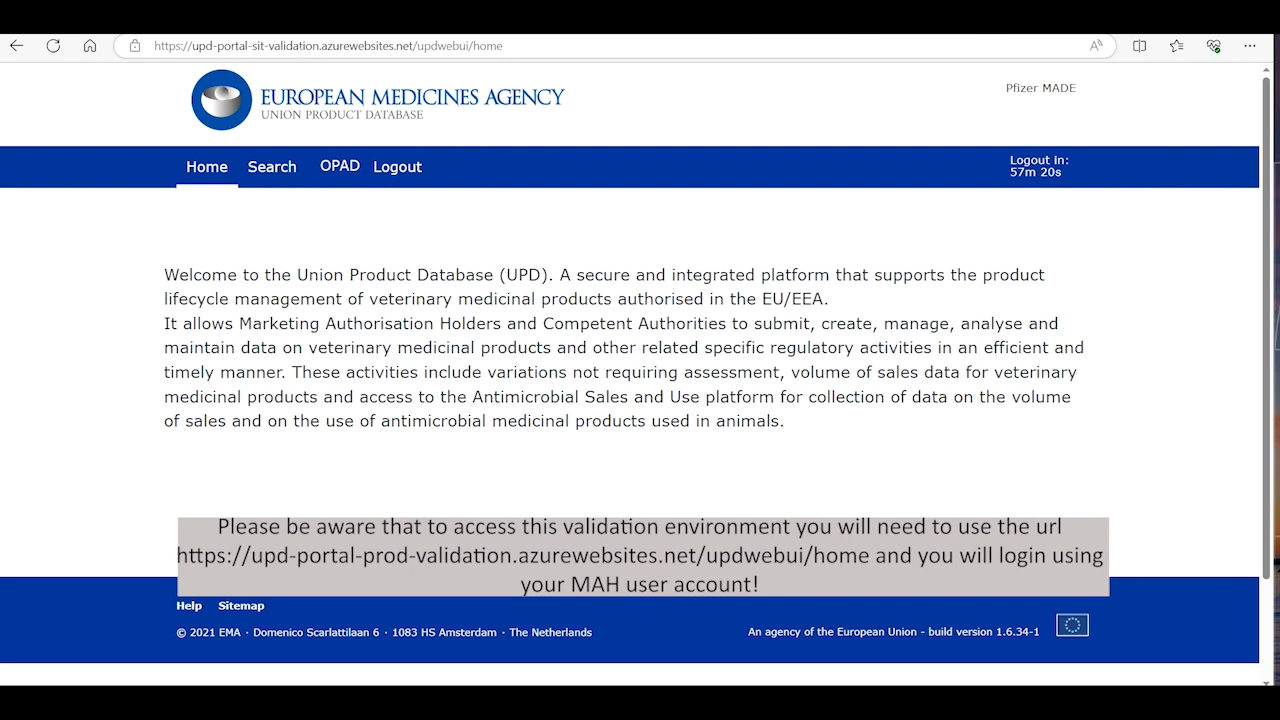 https://upd-portal-sit-validation.azurewebsites.net/updwebui/home
EUROPEAN MEDICINES AGENCY
UNION PRODUCT DATABASE
Pfizer MADE
Home Search OPAD Logout
Logout in:
57m 20s
Welcome to the Union Product Database (UPD). A secure and integrated platform that supports the product
lifecycle management of veterinary medicinal products authorised in the EU/EEA.
It allows Marketing Authorisation Holders and Competent Authorities to submit, create, manage, analyse and
maintain data on veterinary medicinal products and other related specific regulatory activities in an efficient and
timely manner. These activities include variations not requiring assessment, volume of sales data for veterinary
medicinal products and access to the Antimicrobial Sales and Use platform for collection of data on the volume
of sales and on the use of antimicrobial medicinal products used in animals.
Please be aware that to access this validation environment you will need to use the url
https://upd-portal-prod-validation.azurewebsites.net/updwebui/home and you will login using
your MAH user account!
Help Sitemap
© 2021 EMA · Domenico Scarlattilaan 6 · 1083 HS Amsterdam · The Netherlands
An agency of the European Union - build version 1.6.34-1